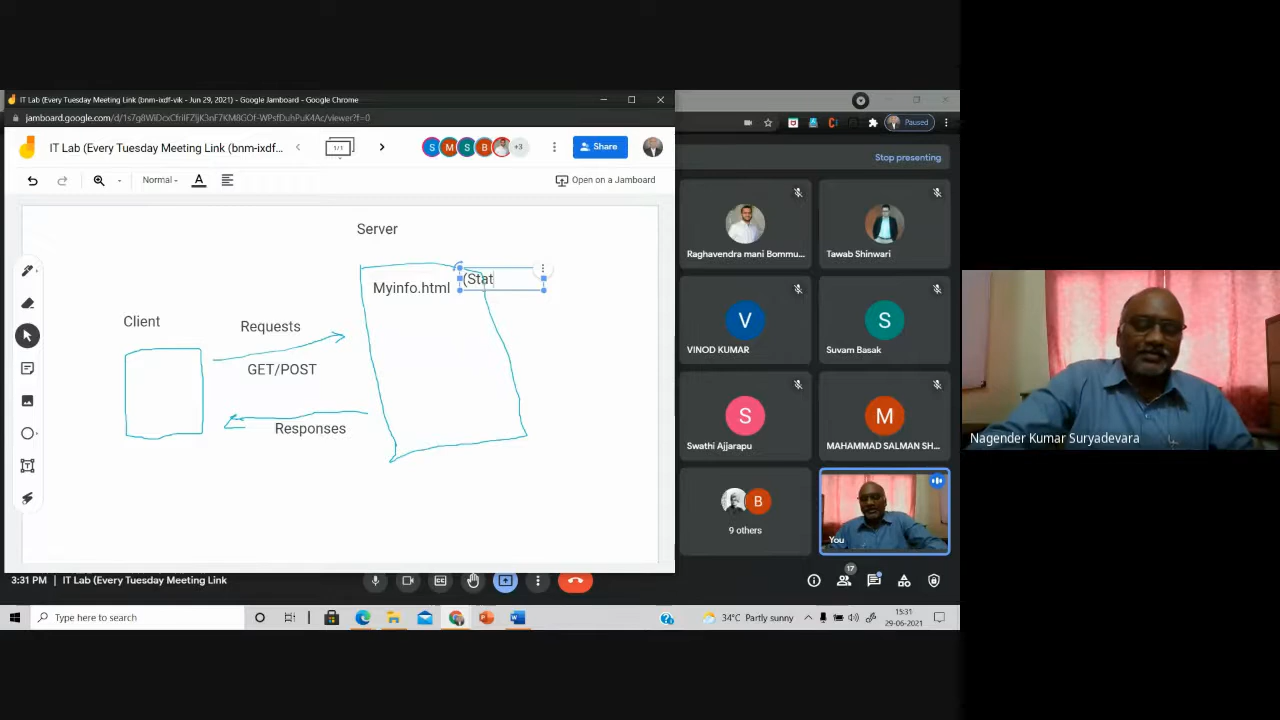 IT Lab (Every Tuesday Meeting Link (bnm-ixdf-vik - Jun 29, 2021) - Google Jamboard - Google Chrome
IT Lab (Every Tuesday Meeting Link (bnm-ixdf...
1/1
+3
Share
Paused
Normal
Open on a Jamboard
Stop presenting
Server
(Stat
Myinfo.html
Client
Requests
GET/POST
Responses
Raghavendra mani Bommu...
Tawab Shinwari
V
VINOD KUMAR
S
Suvam Basak
S
Swathi Ajjarapu
M
MAHAMMAD SALMAN SH...
B
9 others
You
Nagender Kumar Suryadevara
3:31 PM | IT Lab (Every Tuesday Meeting Link
17
Type here to search
34°C Partly sunny
15:31
29-06-2021